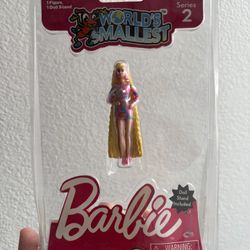 1 Figure,
1 Doll Stand
WORLD'S
SMALLEST
Series
2
Doll
Stand
Included
Barbie
WARNING: